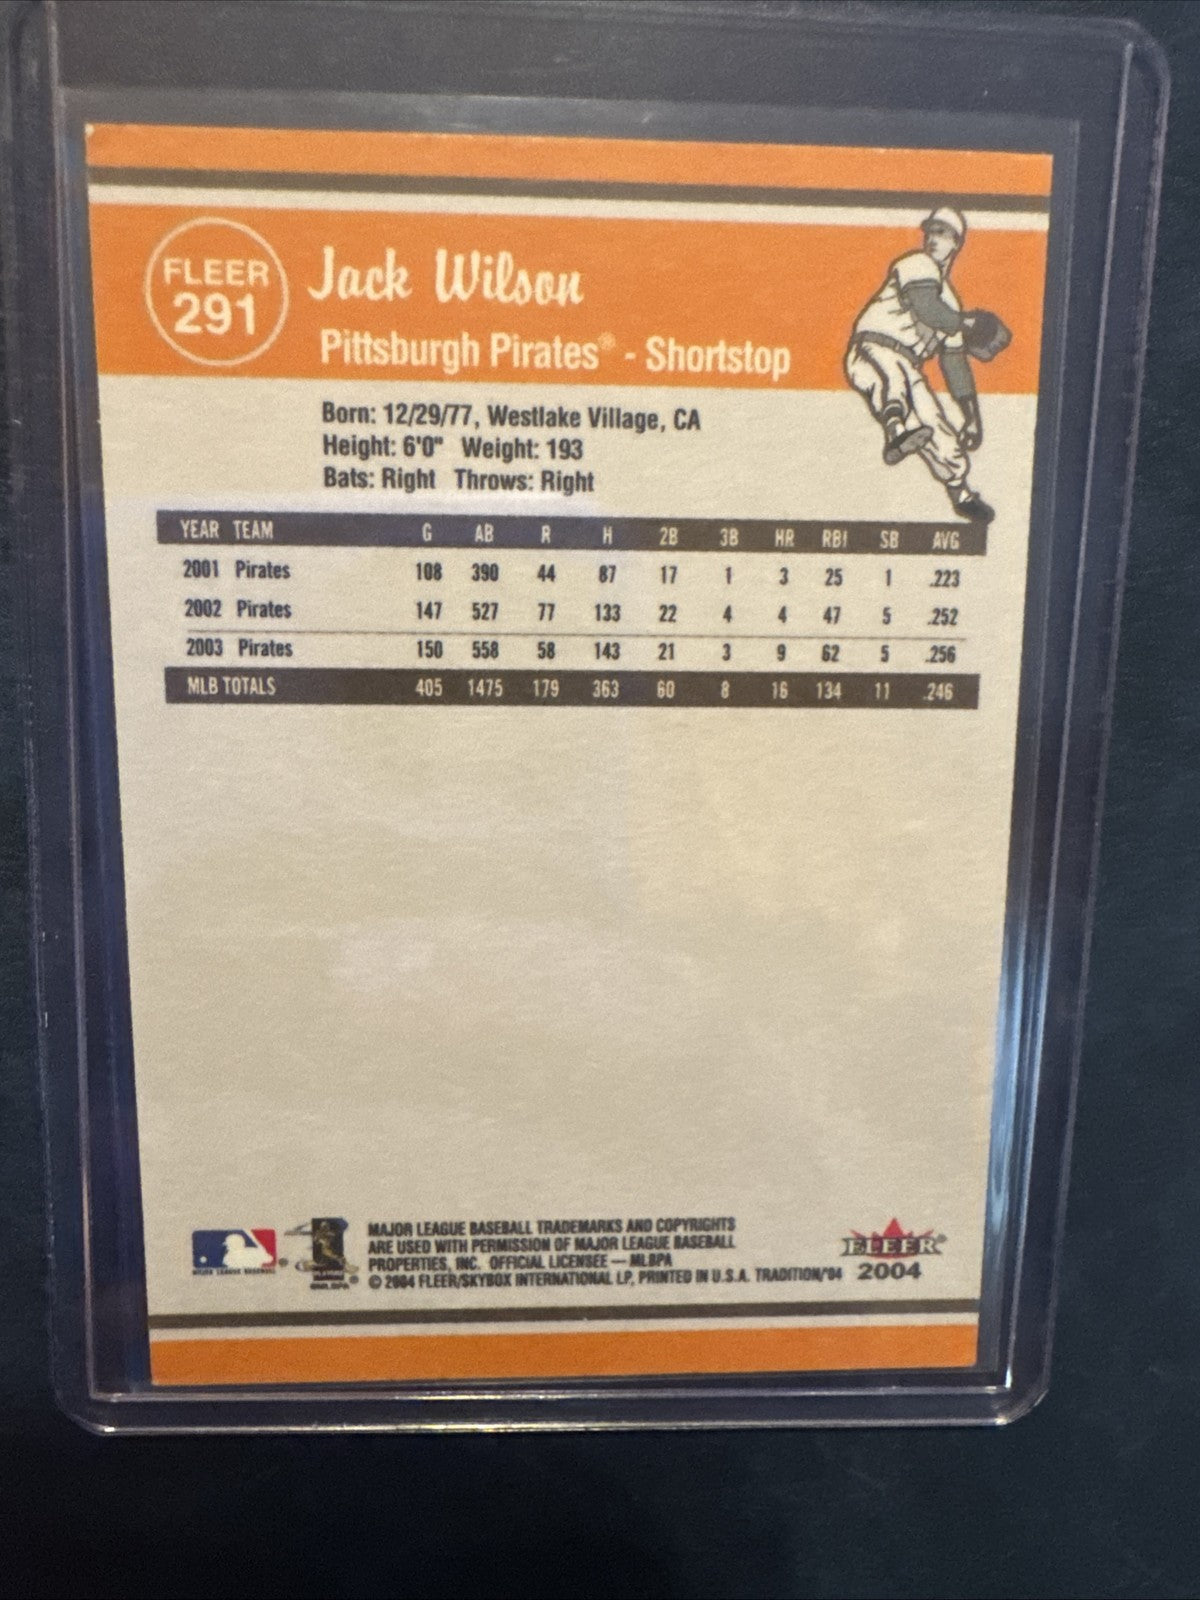 FLEER
291
Jack Wilson
Pittsburgh Pirates® - Shortstop
Born: 12/29/77, Westlake Village, CA
Height: 6'0" Weight: 193
Bats: Right Throws: Right
YEAR TEAM G AB R H 2B 3B HR RBI SB AVG
2001 Pirates 108 390 44 87 17 1 3 25 1 .223
2002 Pirates 147 527 77 133 22 4 4 47 5 .252
2003 Pirates 150 558 58 143 21 3 9 62 5 .256
MLB TOTALS 405 1475 179 363 60 8 16 134 11 .246
MAJOR LEAGUE BASEBALL TRADEMARKS AND COPYRIGHTS
ARE USED WITH PERMISSION OF MAJOR LEAGUE BASEBALL
PROPERTIES, INC. OFFICIAL LICENSEE — MLBPA
© 2004 FLEER/SKYBOX INTERNATIONAL LP, PRINTED IN U.S.A. TRADITION/'04
MAJOR LEAGUE BASEBALL®
FLEER®
2004